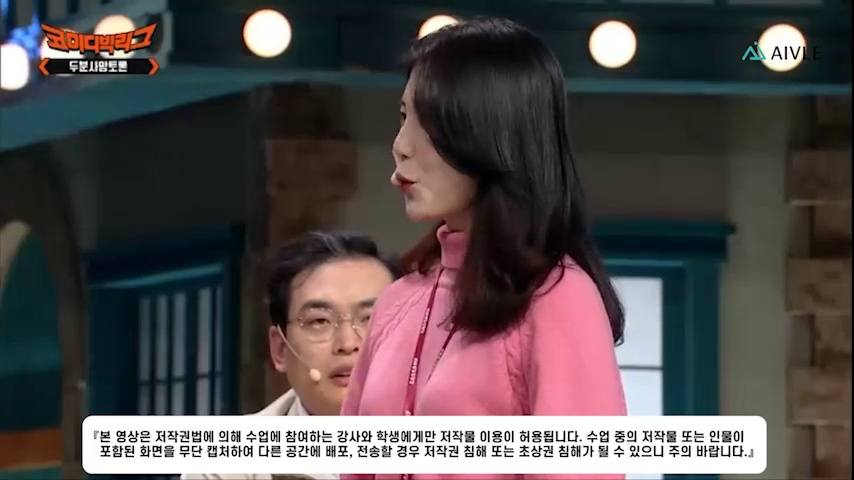 코미디빅리그
두분사망토론
AIVLE
『본 영상은 저작권법에 의해 수업에 참여하는 강사와 학생에게만 저작물 이용이 허용됩니다. 수업 중의 저작물 또는 인물이
포함된 화면을 무단 캡처하여 다른 공간에 배포, 전송할 경우 저작권 침해 또는 초상권 침해가 될 수 있으니 주의 바랍니다.』